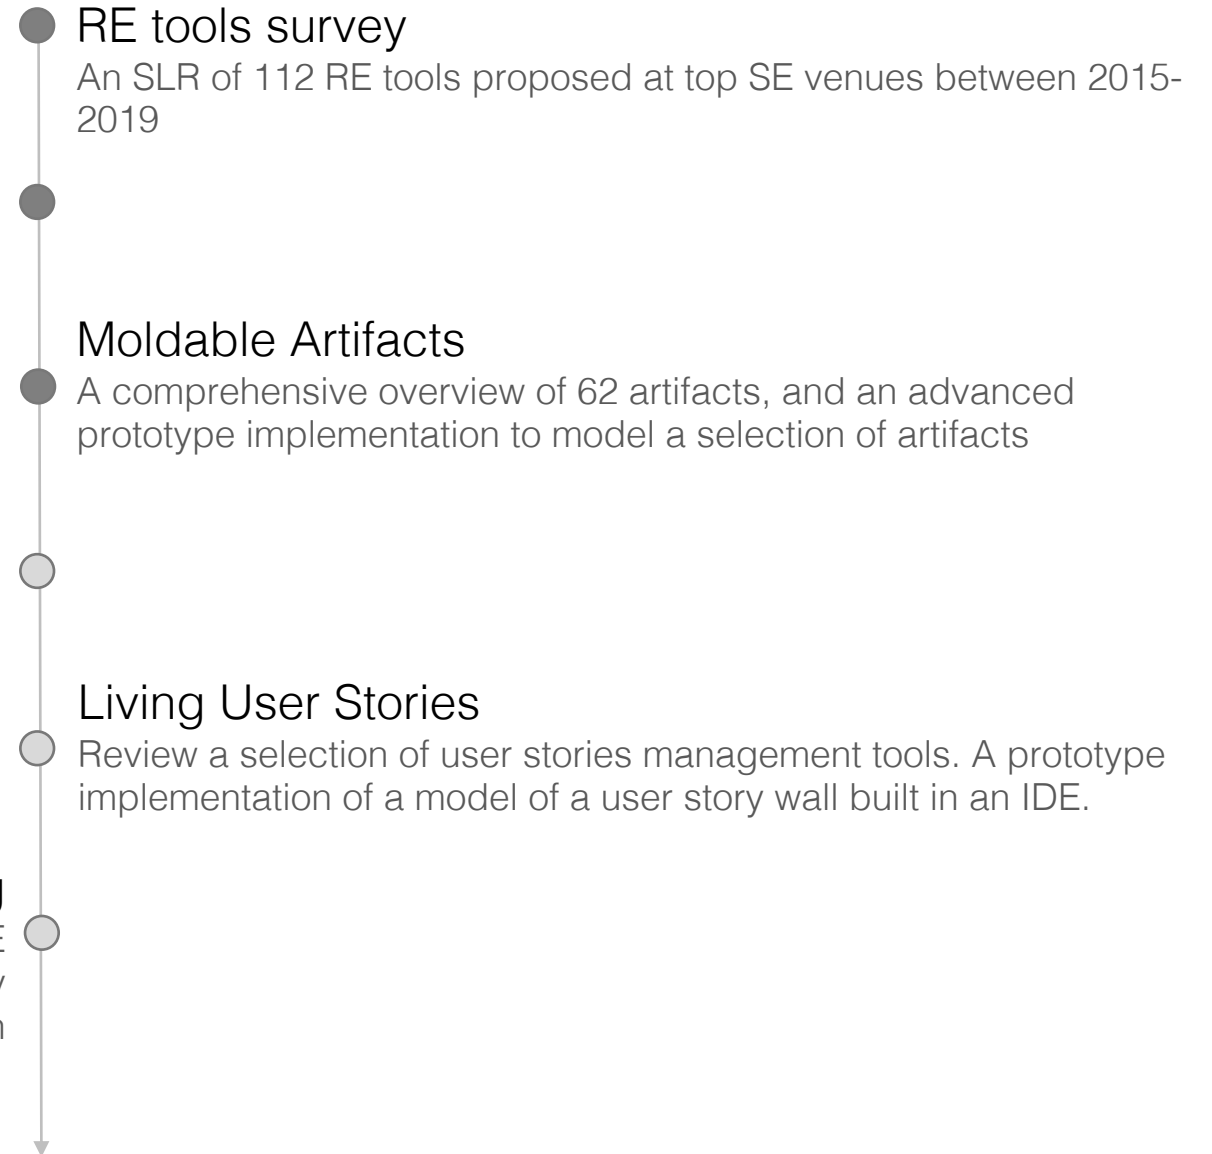 RE tools survey
An SLR of 112 RE tools proposed at top SE venues between 2015-
2019
Moldable Artifacts
A comprehensive overview of 62 artifacts, and an advanced
prototype implementation to model a selection of artifacts
Living User Stories
Review a selection of user stories management tools. A prototype
implementation of a model of a user story wall built in an IDE.